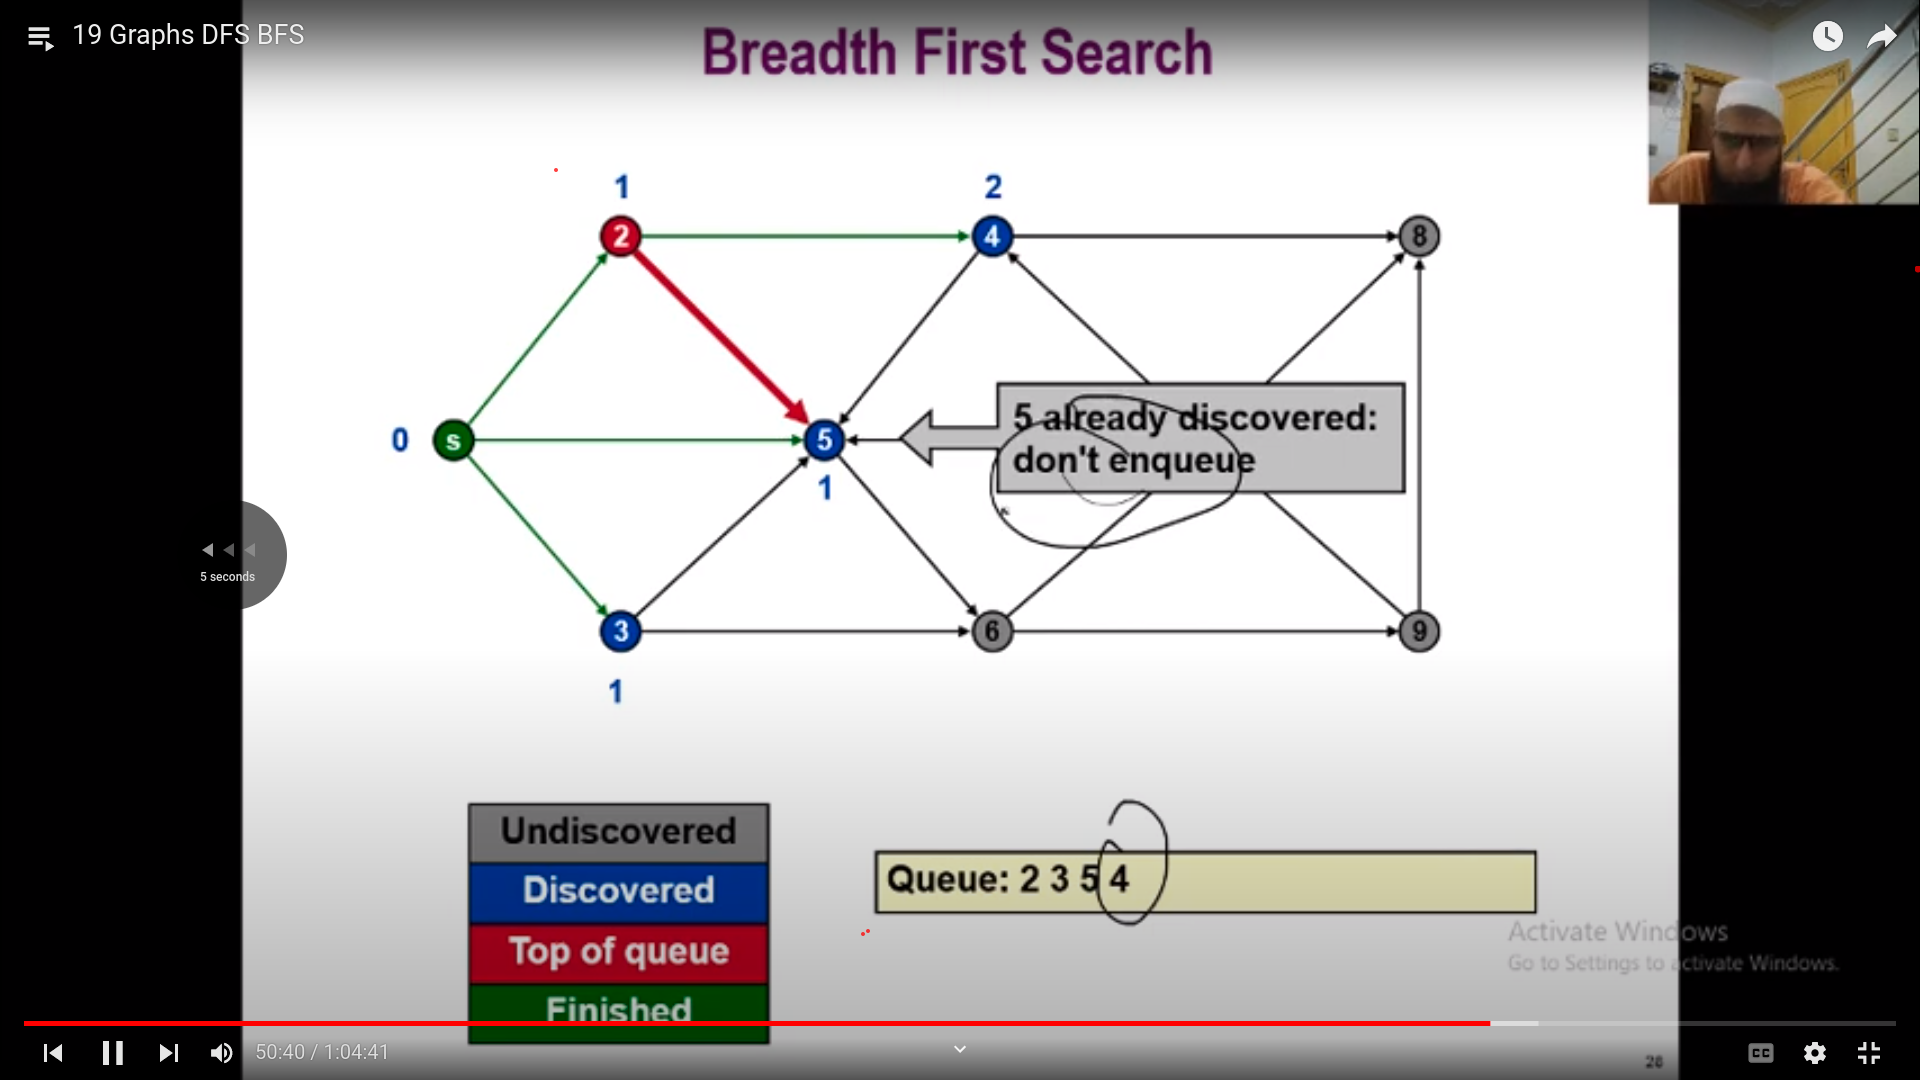 19 Graphs DFS BFS
Breadth First Search
1
2
2
4
8
5 already discovered:
don't enqueue
0
s
5
1
3
6
9
1
Undiscovered
Discovered
Top of queue
Finished
Queue: 2 3 5 4
Activate Windows
Go to Settings to activate Windows.
5 seconds
50:40 / 1:04:41
CC
28